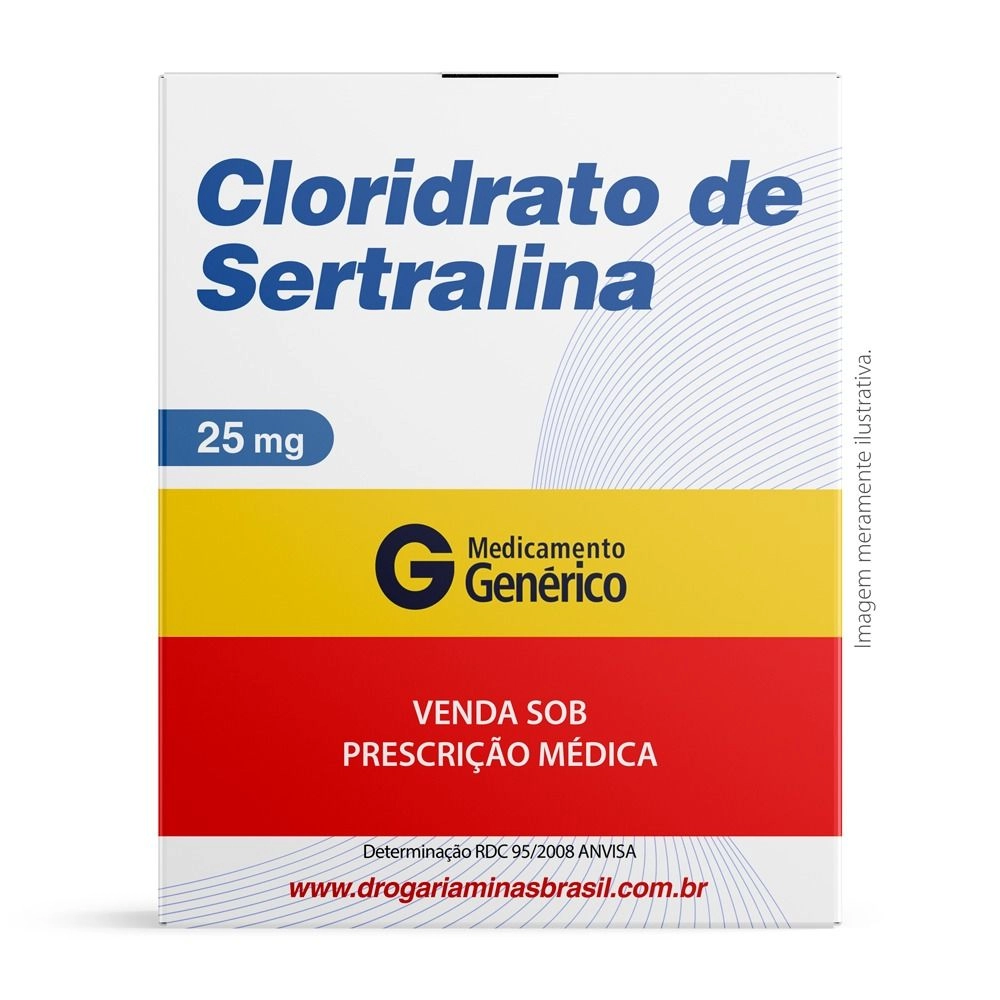 Cloridrato de
Sertralina
25 mg
G Medicamento
Genérico
VENDA SOB
PRESCRIÇÃO MÉDICA
Determinação RDC 95/2008 ANVISA
www.drogariaminasbrasil.com.br
Imagem meramente ilustrativa.